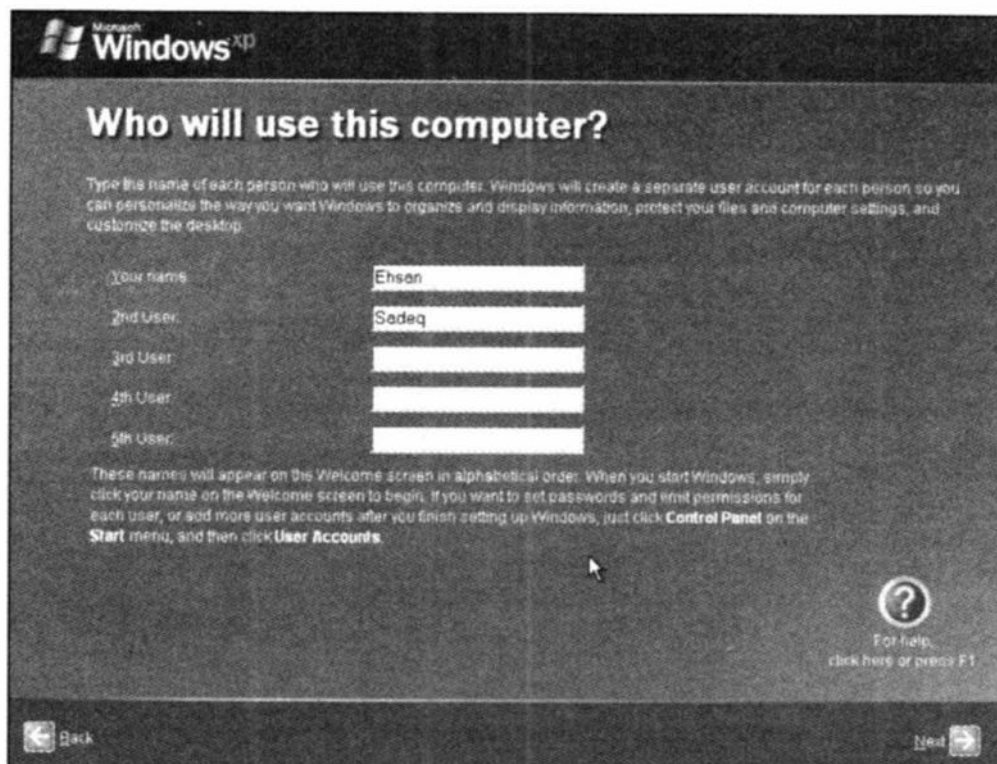 Microsoft
Windows xp
Who will use this computer?
Type the name of each person who will use this computer. Windows will create a separate user account for each person so you
can personalize the way you want Windows to organize and display information, protect your files and computer settings, and
customize the desktop.
Your name:
Ehsan
2nd User:
Sadeq
3rd User:
4th User:
5th User:
These names will appear on the Welcome screen in alphabetical order. When you start Windows, simply
click your name on the Welcome screen to begin. If you want to set passwords and limit permissions for
each user, or add more user accounts after you finish setting up Windows, just click Control Panel on the
Start menu, and then click User Accounts.
?
For help,
click here or press F1
Back
Next